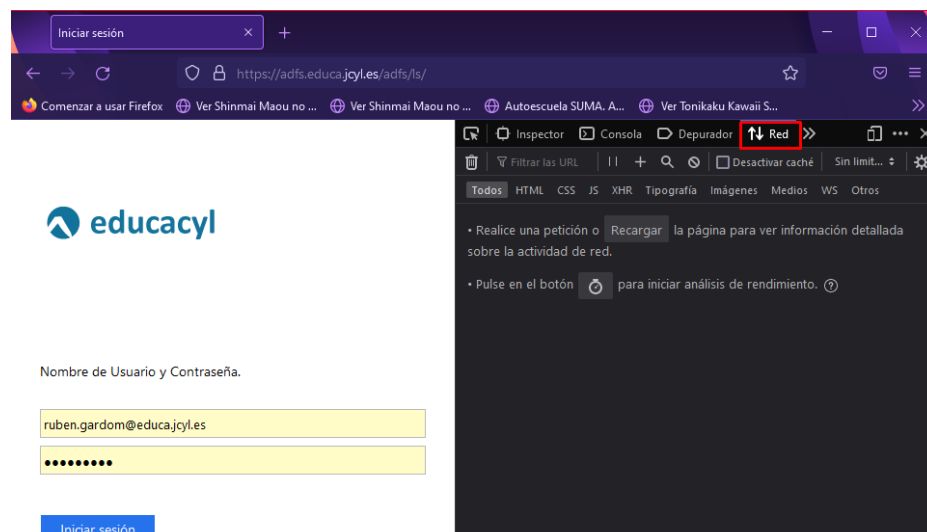 Iniciar sesión
https://adfs.educa.jcyl.es/adfs/ls/
Comenzar a usar Firefox Ver Shinmai Maou no ... Ver Shinmai Maou no ... Autoescuela SUMA. A... Ver Tonikaku Kawaii S...
Inspector Consola Depurador Red
Filtrar las URL Desactivar caché Sin limit...
Todos HTML CSS JS XHR Tipografía Imágenes Medios WS Otros
educacyl
• Realice una petición o Recargar la página para ver información detallada
sobre la actividad de red.
• Pulse en el botón para iniciar análisis de rendimiento.
Nombre de Usuario y Contraseña.
ruben.gardom@educa.jcyl.es
•••••••••
Iniciar sesión